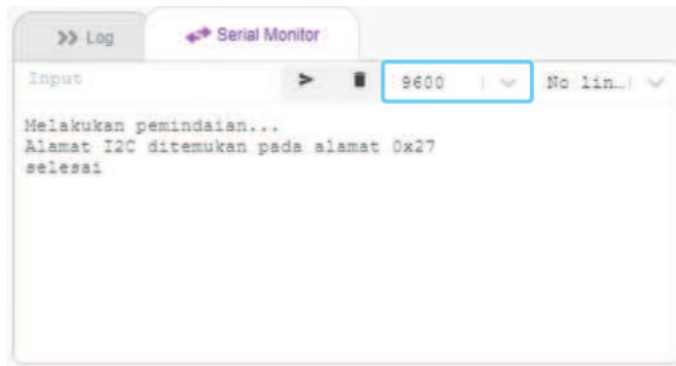 Log
Serial Monitor
Input 9600 No lin…
Melakukan pemindaian...
Alamat I2C ditemukan pada alamat 0x27
selesai